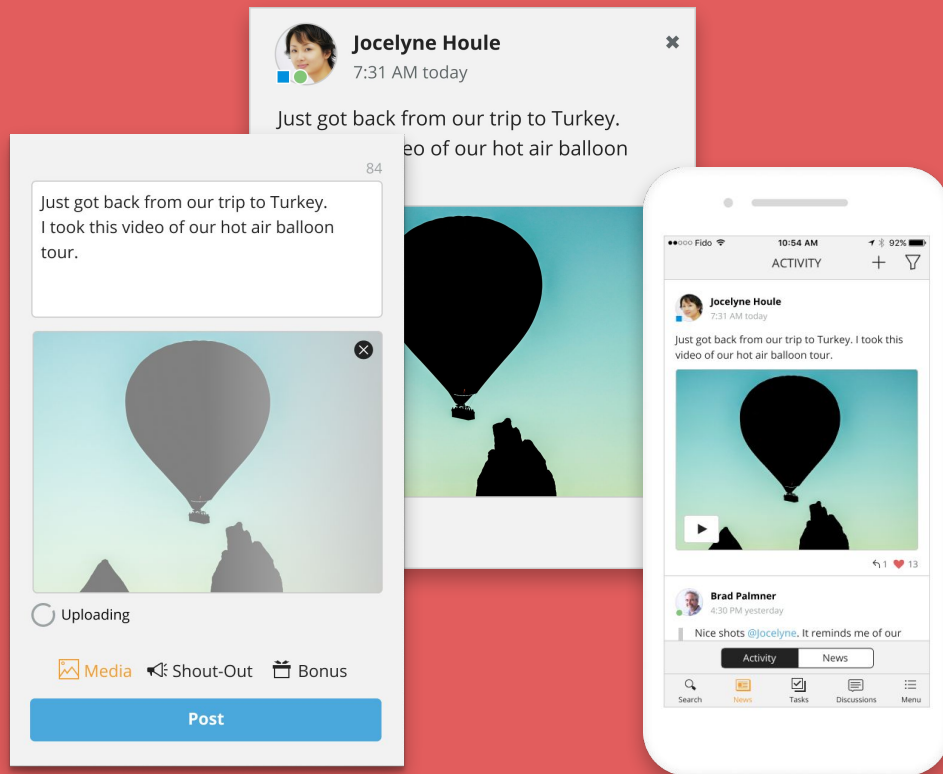 Jocelyne Houle
7:31 AM today
Just got back from our trip to Turkey.
eo of our hot air balloon
84
Just got back from our trip to Turkey.
I took this video of our hot air balloon
tour.
Uploading
Media Shout-Out Bonus
Post
Fido 10:54 AM 92%
ACTIVITY
Jocelyne Houle
7:31 AM today
Just got back from our trip to Turkey. I took this
video of our hot air balloon tour.
1 13
Brad Palmner
4:30 PM yesterday
Nice shots @Jocelyne. It reminds me of our
Activity News
Search News Tasks Discussions Menu